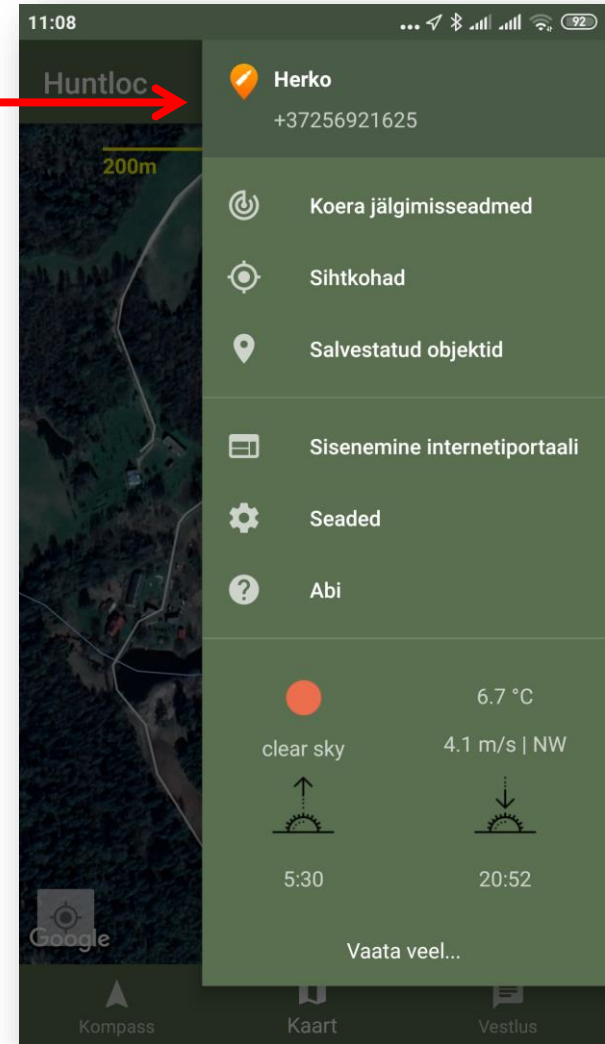 11:08
92
Huntloc
Herko
+37256921625
200m
Koera jälgimisseadmed
Sihtkohad
Salvestatud objektid
Sisenemine internetiportaali
Seaded
Abi
6.7 °C
clear sky
4.1 m/s | NW
5:30
20:52
Google
Vaata veel...
Kompass
Kaart
Vestlus